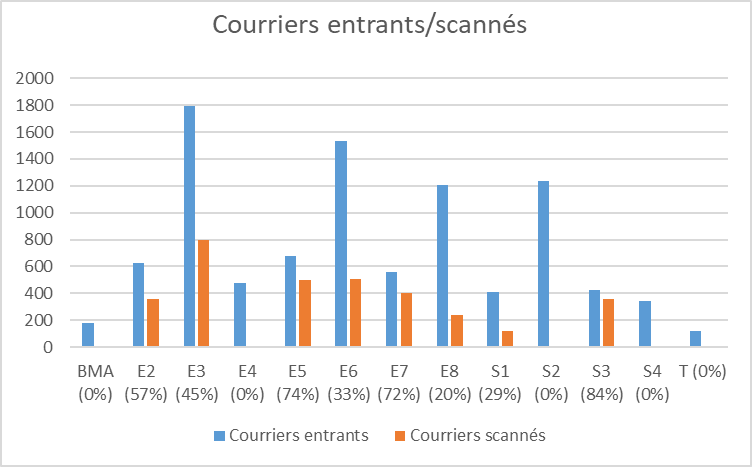 Courriers entrants/scannés
2000
1800
1600
1400
1200
1000
800
600
400
200
0
BMA E2 E3 E4 E5 E6 E7 E8 S1 S2 S3 S4 T (0%)
(0%) (57%) (45%) (0%) (74%) (33%) (72%) (20%) (29%) (0%) (84%) (0%)
Courriers entrants Courriers scannés